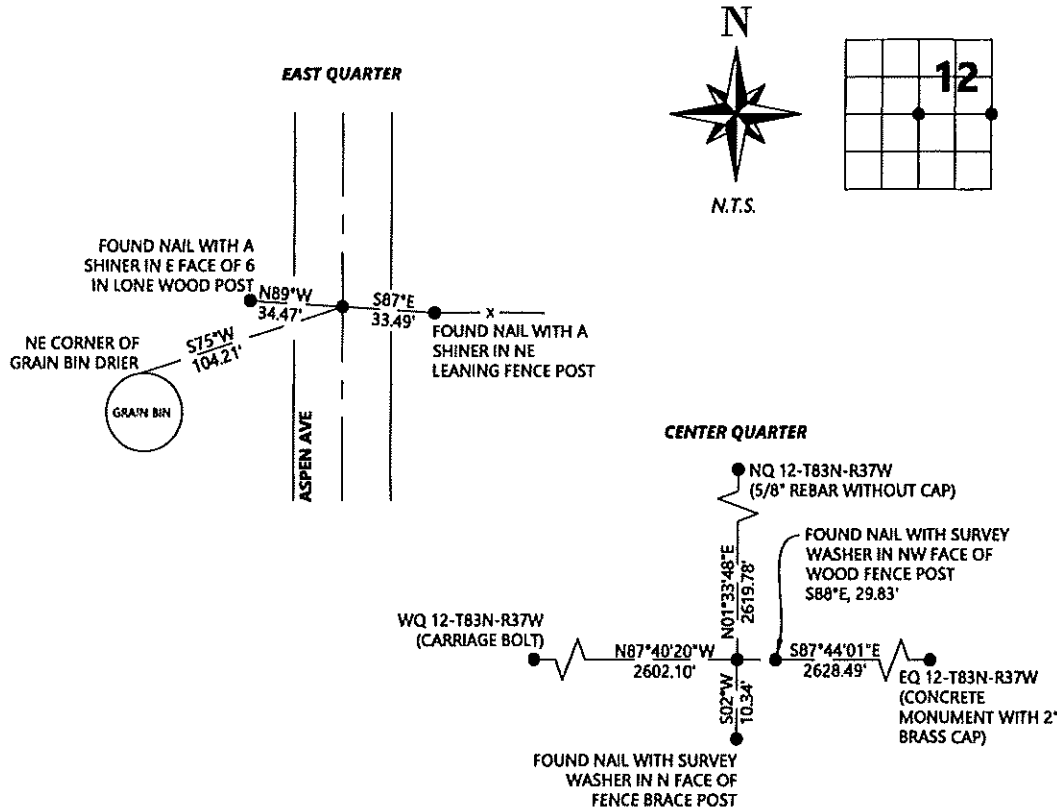 N
N.T.S.
12
EAST QUARTER
FOUND NAIL WITH A
SHINER IN E FACE OF 6
IN LONE WOOD POST
N89°W
34.47'
S87°E
33.49'
x
FOUND NAIL WITH A
SHINER IN NE
LEANING FENCE POST
S75°W
104.21'
NE CORNER OF
GRAIN BIN DRIER
GRAIN BIN
ASPEN AVE
CENTER QUARTER
NQ 12-T83N-R37W
(5/8" REBAR WITHOUT CAP)
FOUND NAIL WITH SURVEY
WASHER IN NW FACE OF
WOOD FENCE POST
S88°E, 29.83'
N01°33'48"E
2619.78'
WQ 12-T83N-R37W
(CARRIAGE BOLT)
N87°40'20"W
2602.10'
S87°44'01"E
2628.49'
EQ 12-T83N-R37W
(CONCRETE
MONUMENT WITH 2"
BRASS CAP)
S02°W
10.34'
FOUND NAIL WITH SURVEY
WASHER IN N FACE OF
FENCE BRACE POST